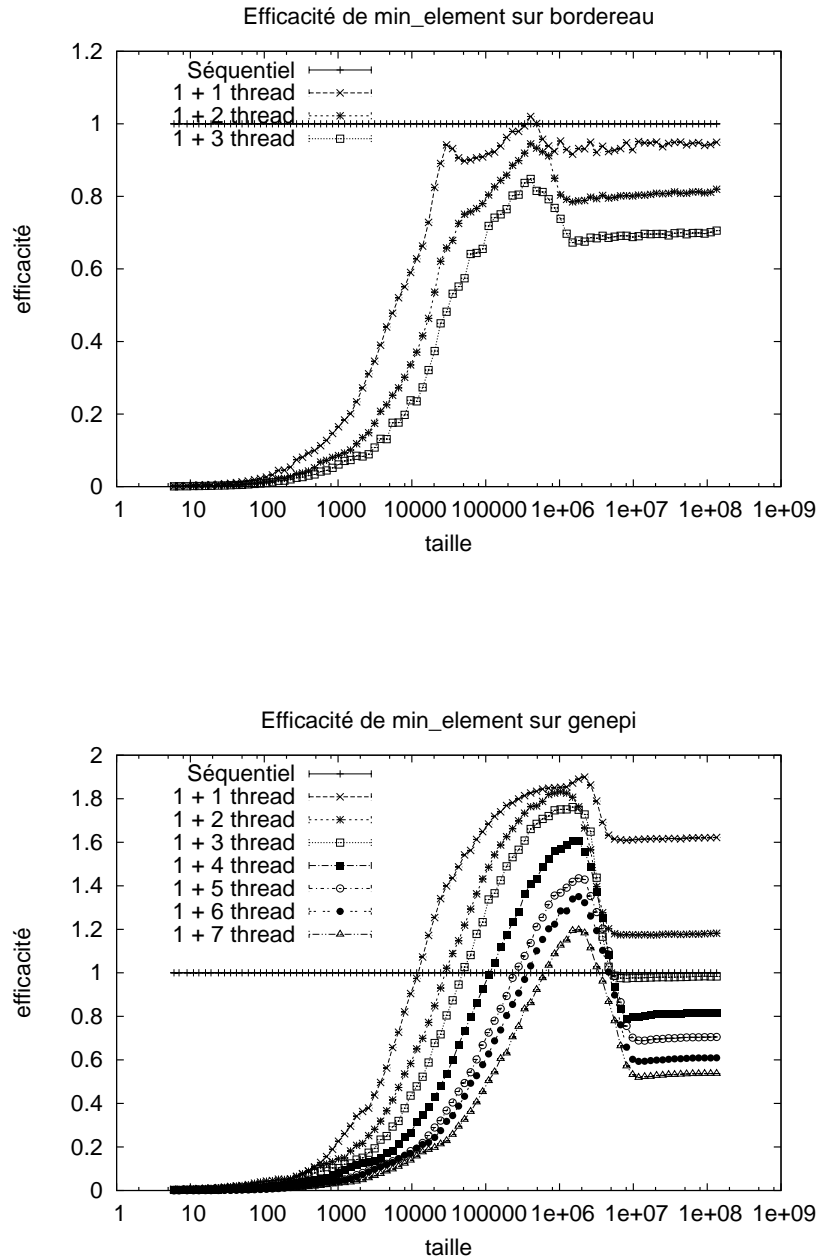 Efficacité de min_element sur bordereau
1.2
1
0.8
0.6
0.4
0.2
0
efficacité
Séquentiel
1 + 1 thread
1 + 2 thread
1 + 3 thread
1 10 100 1000 10000 100000 1e+06 1e+07 1e+08 1e+09
taille
Efficacité de min_element sur genepi
2
1.8
1.6
1.4
1.2
1
0.8
0.6
0.4
0.2
0
efficacité
Séquentiel
1 + 1 thread
1 + 2 thread
1 + 3 thread
1 + 4 thread
1 + 5 thread
1 + 6 thread
1 + 7 thread
1 10 100 1000 10000 100000 1e+06 1e+07 1e+08 1e+09
taille